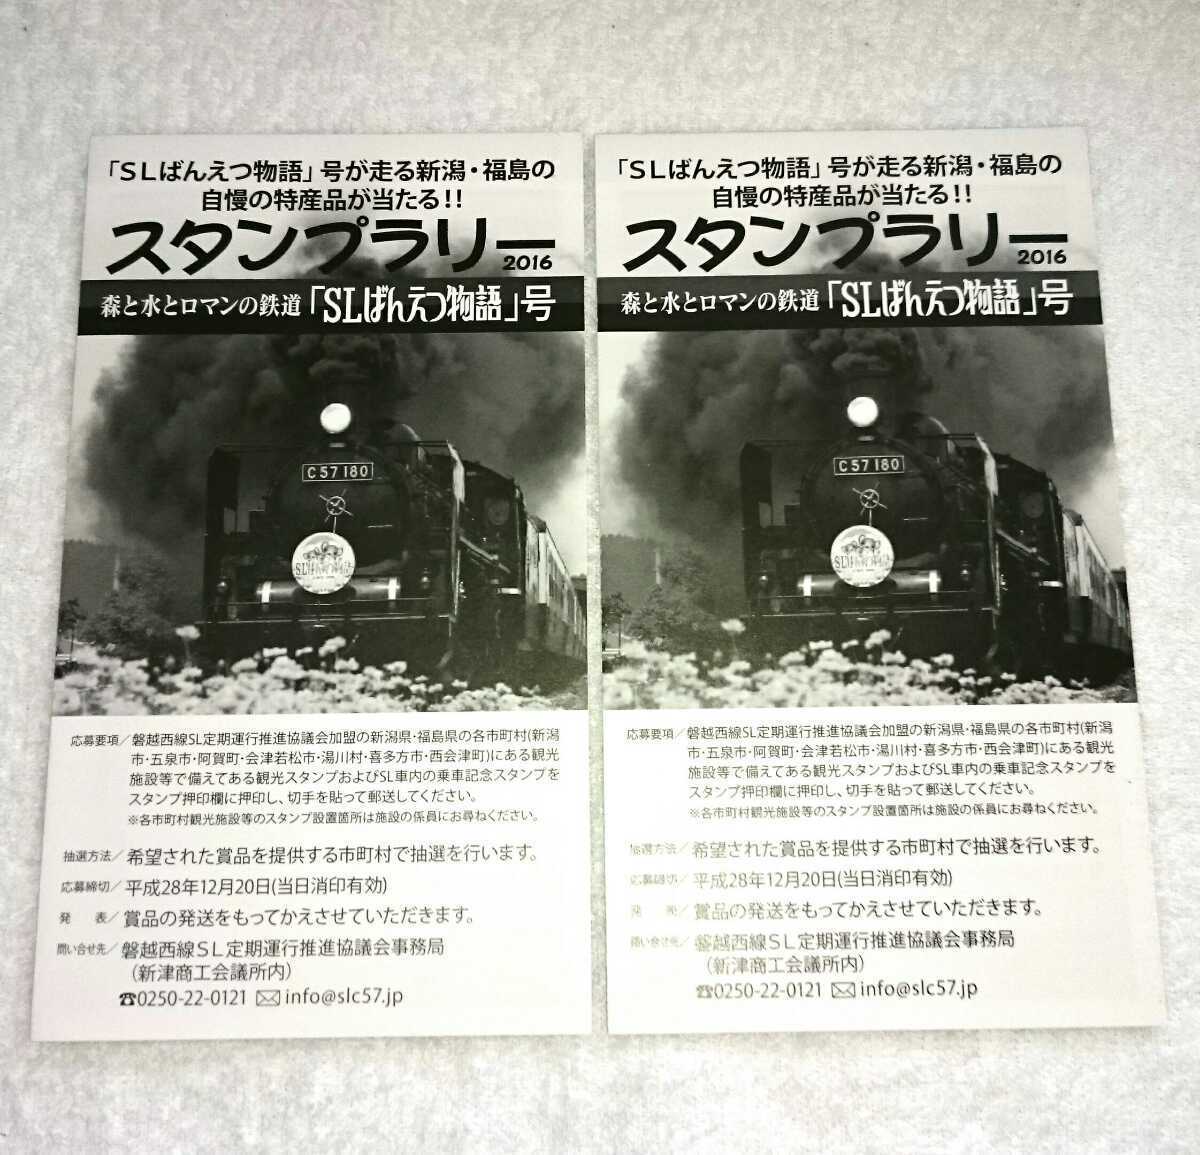 「SLばんえつ物語」号が走る新潟・福島の
自慢の特産品が当たる!!
スタンプラリー
2016
森と水とロマンの鉄道「SLばんえつ物語」号
C57 180
SLばんえつ物語
応募要項/磐越西線SL定期運行推進協議会加盟の新潟県・福島県の各市町村(新潟
市・五泉市・阿賀町・会津若松市・湯川村・喜多方市・西会津町)にある観光
施設等で備えてある観光スタンプおよびSL車内の乗車記念スタンプを
スタンプ押印欄に押印し、切手を貼って郵送してください。
※各市町村観光施設等のスタンプ設置箇所は施設の係員にお尋ねください。
抽選方法/希望された賞品を提供する市町村で抽選を行います。
応募締切/平成28年12月20日(当日消印有効)
発　表/賞品の発送をもってかえさせていただきます。
問い合せ先/磐越西線SL定期運行推進協議会事務局
(新津商工会議所内)
☎0250-22-0121 ✉info@slc57.jp
「SLばんえつ物語」号が走る新潟・福島の
自慢の特産品が当たる!!
スタンプラリー
2016
森と水とロマンの鉄道「SLばんえつ物語」号
C57 180
SLばんえつ物語
応募要項/磐越西線SL定期運行推進協議会加盟の新潟県・福島県の各市町村(新潟
市・五泉市・阿賀町・会津若松市・湯川村・喜多方市・西会津町)にある観光
施設等で備えてある観光スタンプおよびSL車内の乗車記念スタンプを
スタンプ押印欄に押印し、切手を貼って郵送してください。
※各市町村観光施設等のスタンプ設置箇所は施設の係員にお尋ねください。
抽選方法/希望された賞品を提供する市町村で抽選を行います。
応募締切/平成28年12月20日(当日消印有効)
発　表/賞品の発送をもってかえさせていただきます。
問い合せ先/磐越西線SL定期運行推進協議会事務局
(新津商工会議所内)
☎0250-22-0121 ✉info@slc57.jp